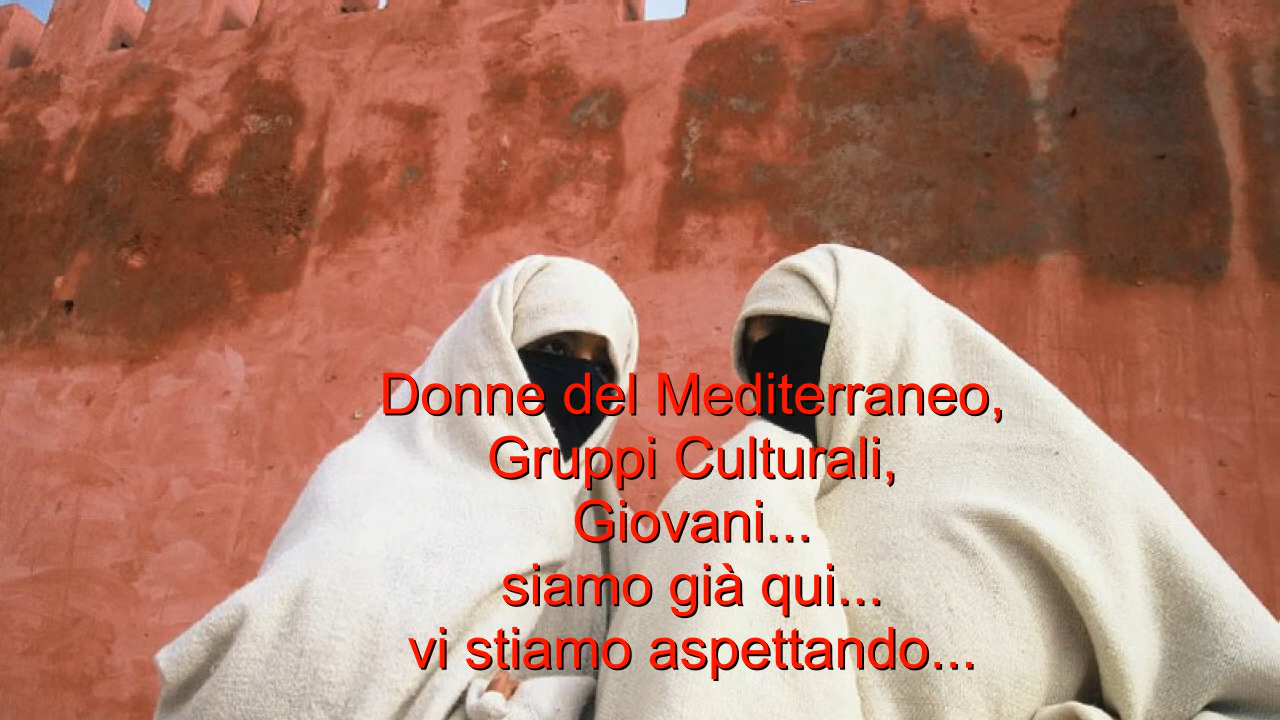 Donne del Mediterraneo,
Gruppi Culturali,
Giovani...
siamo già qui...
vi stiamo aspettando...